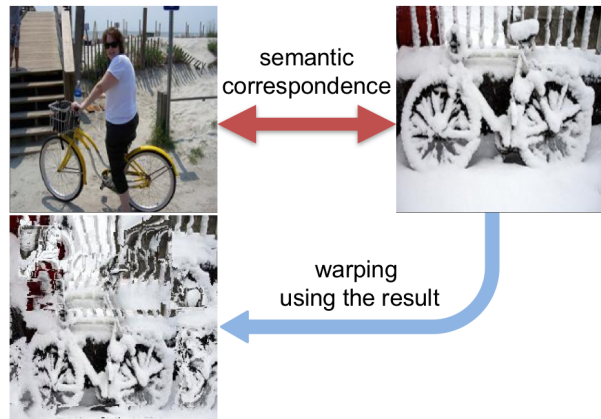 semantic
correspondence
warping
using the result